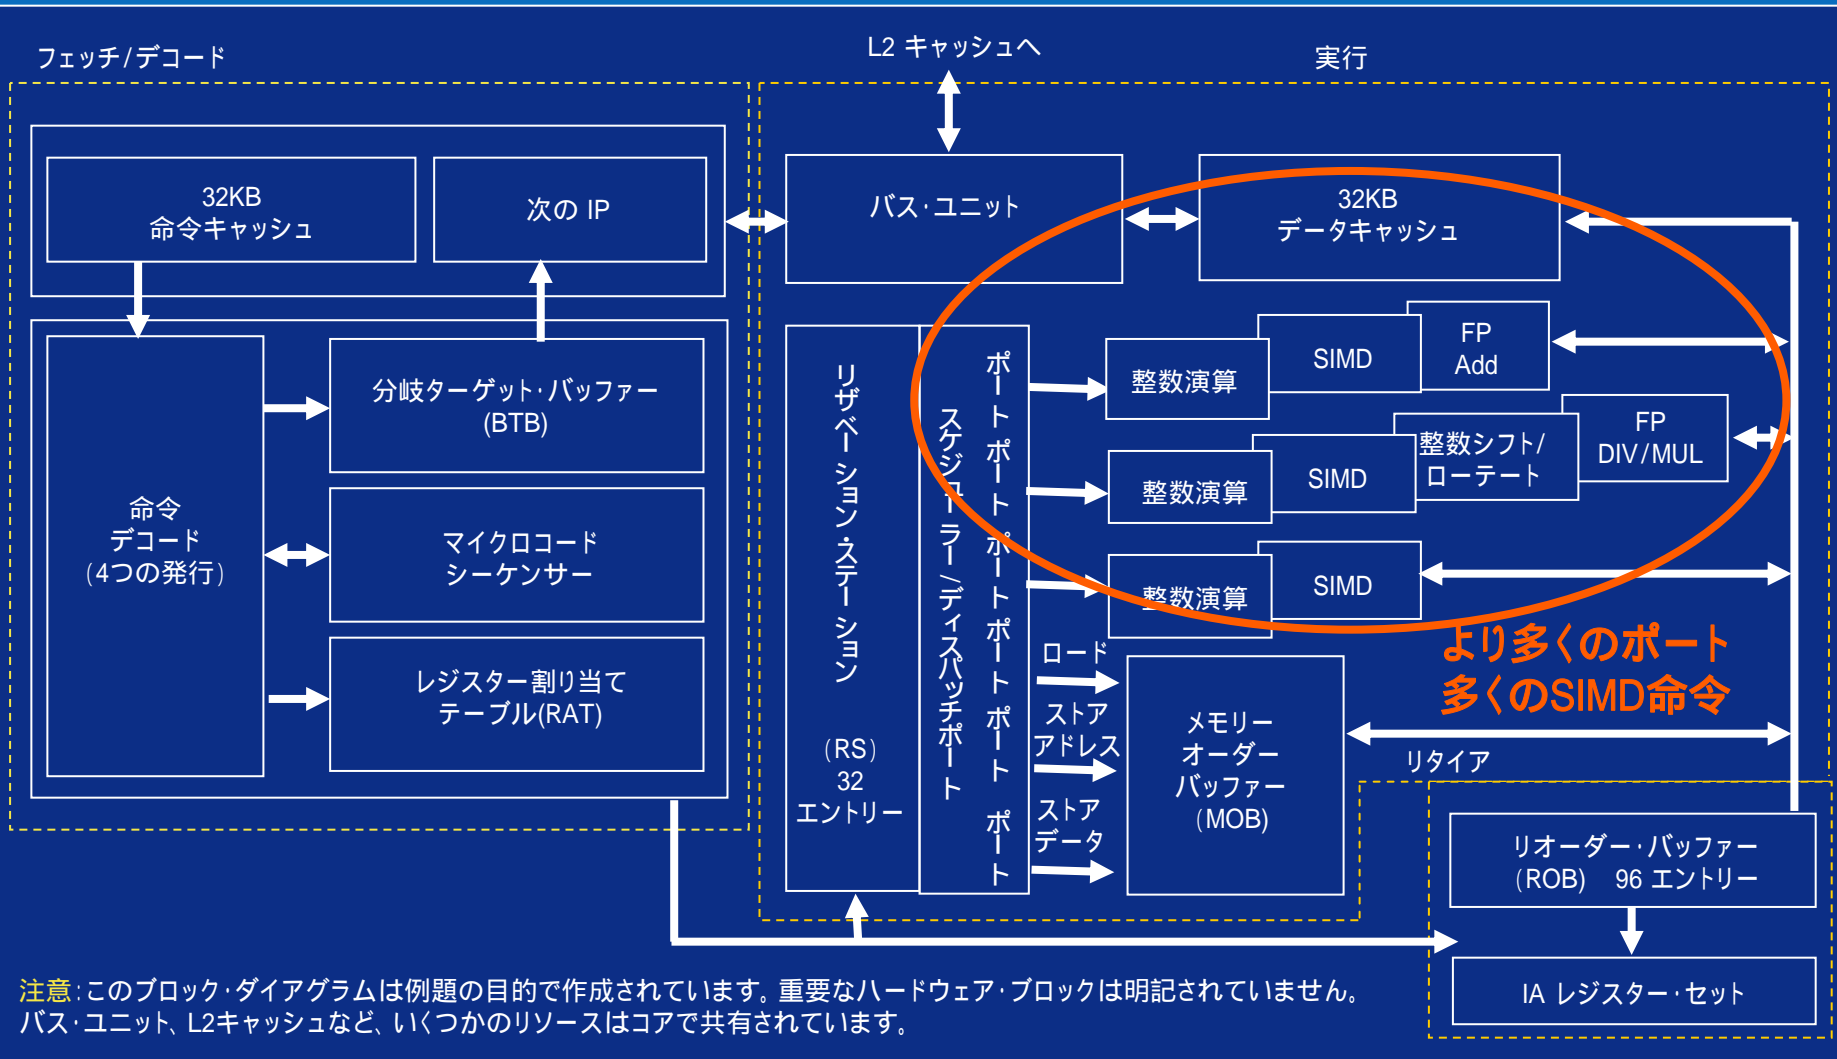 フェッチ/デコード
L2 キャッシュへ
実行
32KB
命令キャッシュ
次の IP
バス・ユニット
32KB
データキャッシュ
命令
デコード
(4つの発行)
分岐ターゲット・バッファー
(BTB)
マイクロコード
シーケンサー
レジスター割り当て
テーブル(RAT)
リザベーション・ステーション
(RS)
32
エントリー
スケジューラー/ディスパッチポート
ポート
ポート
ポート
ポート
ポート
ポート
整数演算
SIMD
FP
Add
整数演算
SIMD
整数シフト/
ローテート
FP
DIV/MUL
整数演算
SIMD
ロード
ストア
アドレス
ストア
データ
メモリー
オーダー
バッファー
(MOB)
より多くのポート
多くのSIMD命令
リタイア
リオーダー・バッファー
(ROB) 96 エントリー
IA レジスター・セット
注意:このブロック・ダイアグラムは例題の目的で作成されています。重要なハードウェア・ブロックは明記されていません。
バス・ユニット、L2キャッシュなど、いくつかのリソースはコアで共有されています。